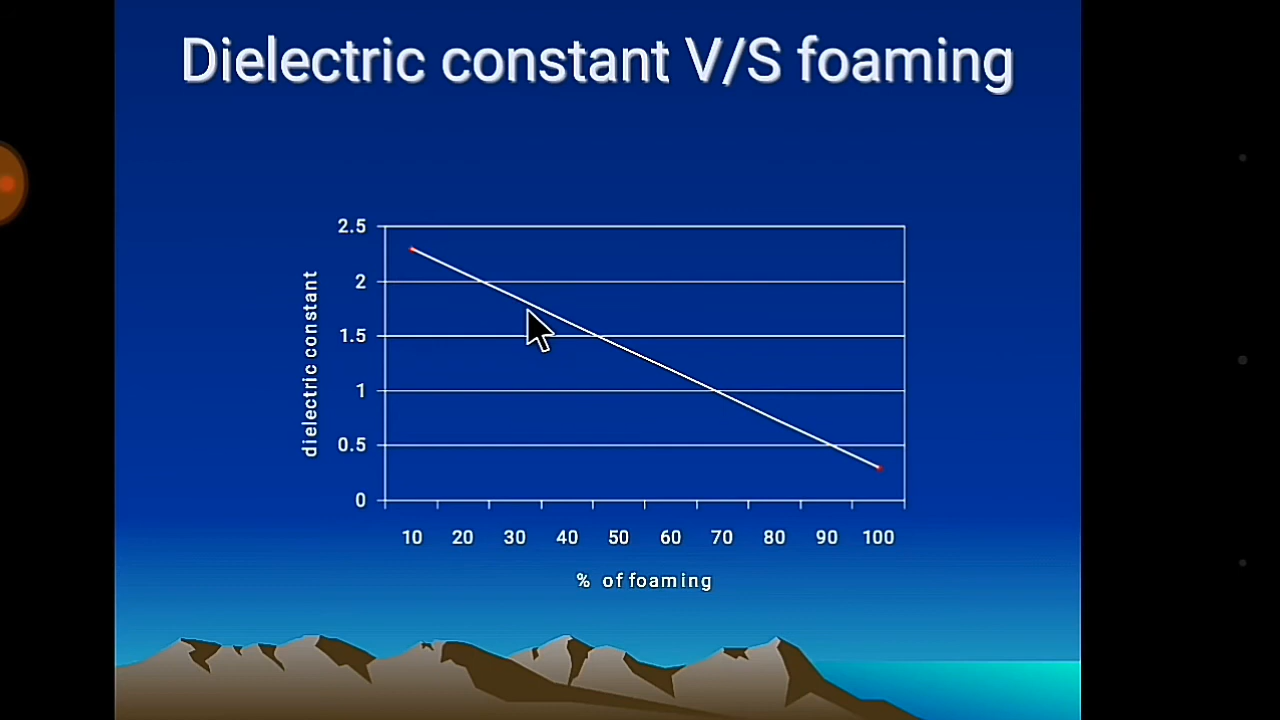 Dielectric constant V/S foaming
2.5
2
1.5
1
0.5
0
dielectric constant
10 20 30 40 50 60 70 80 90 100
% of foaming